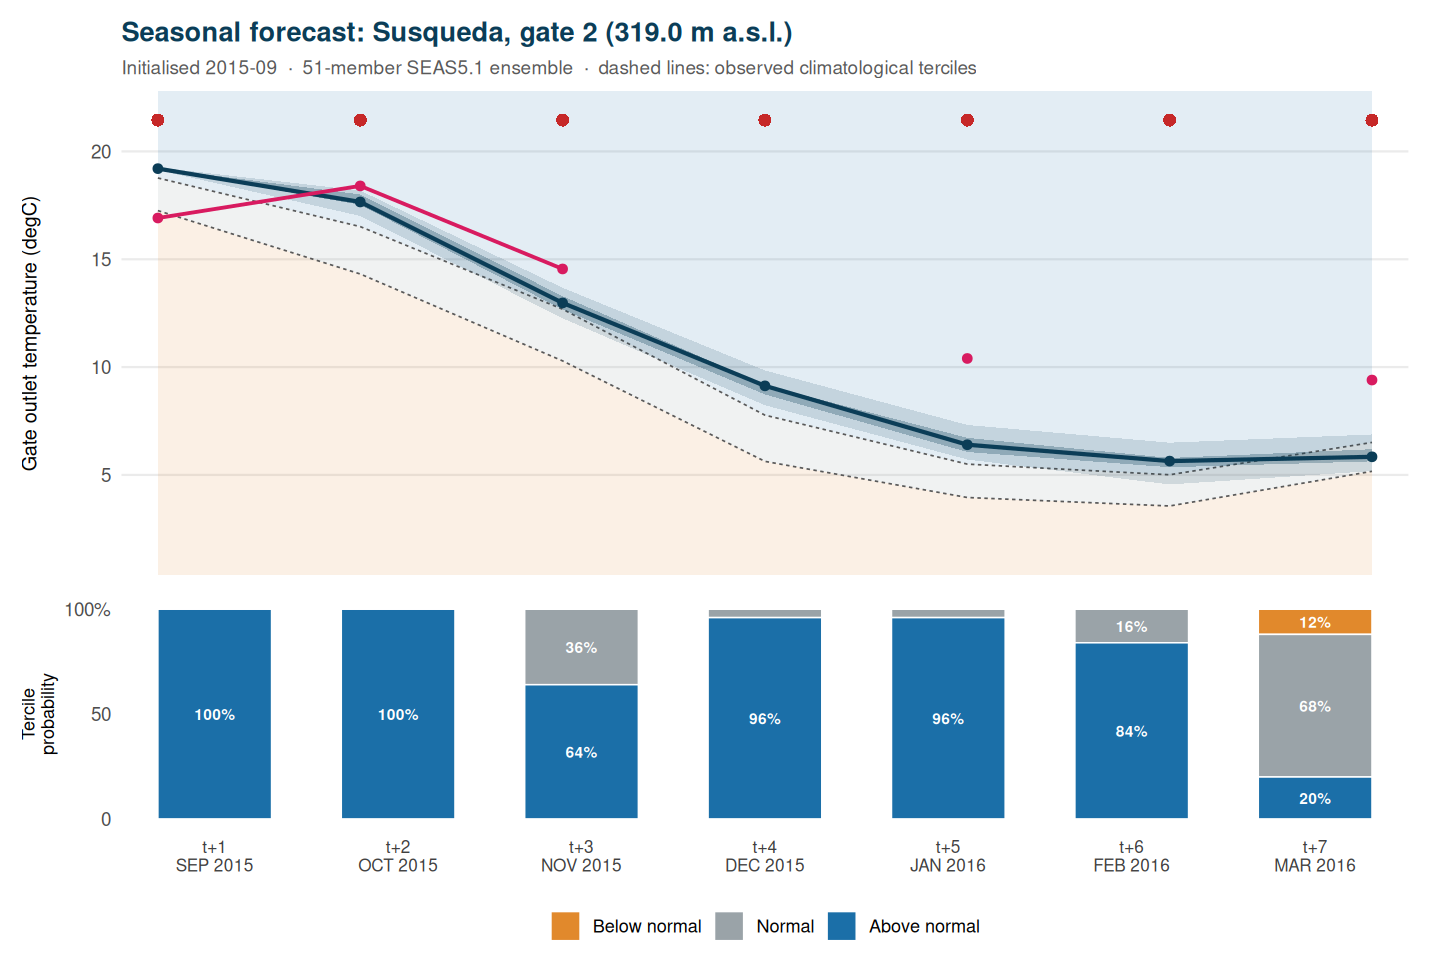 Seasonal forecast: Susqueda, gate 2 (319.0 m a.s.l.)
Initialised 2015-09 · 51-member SEAS5.1 ensemble · dashed lines: observed climatological terciles
Gate outlet temperature (degC)
20
15
10
5
Tercile
probability
100%
50
0
100%
100%
36%
64%
96%
96%
16%
84%
12%
68%
20%
t+1
SEP 2015
t+2
OCT 2015
t+3
NOV 2015
t+4
DEC 2015
t+5
JAN 2016
t+6
FEB 2016
t+7
MAR 2016
Below normal
Normal
Above normal